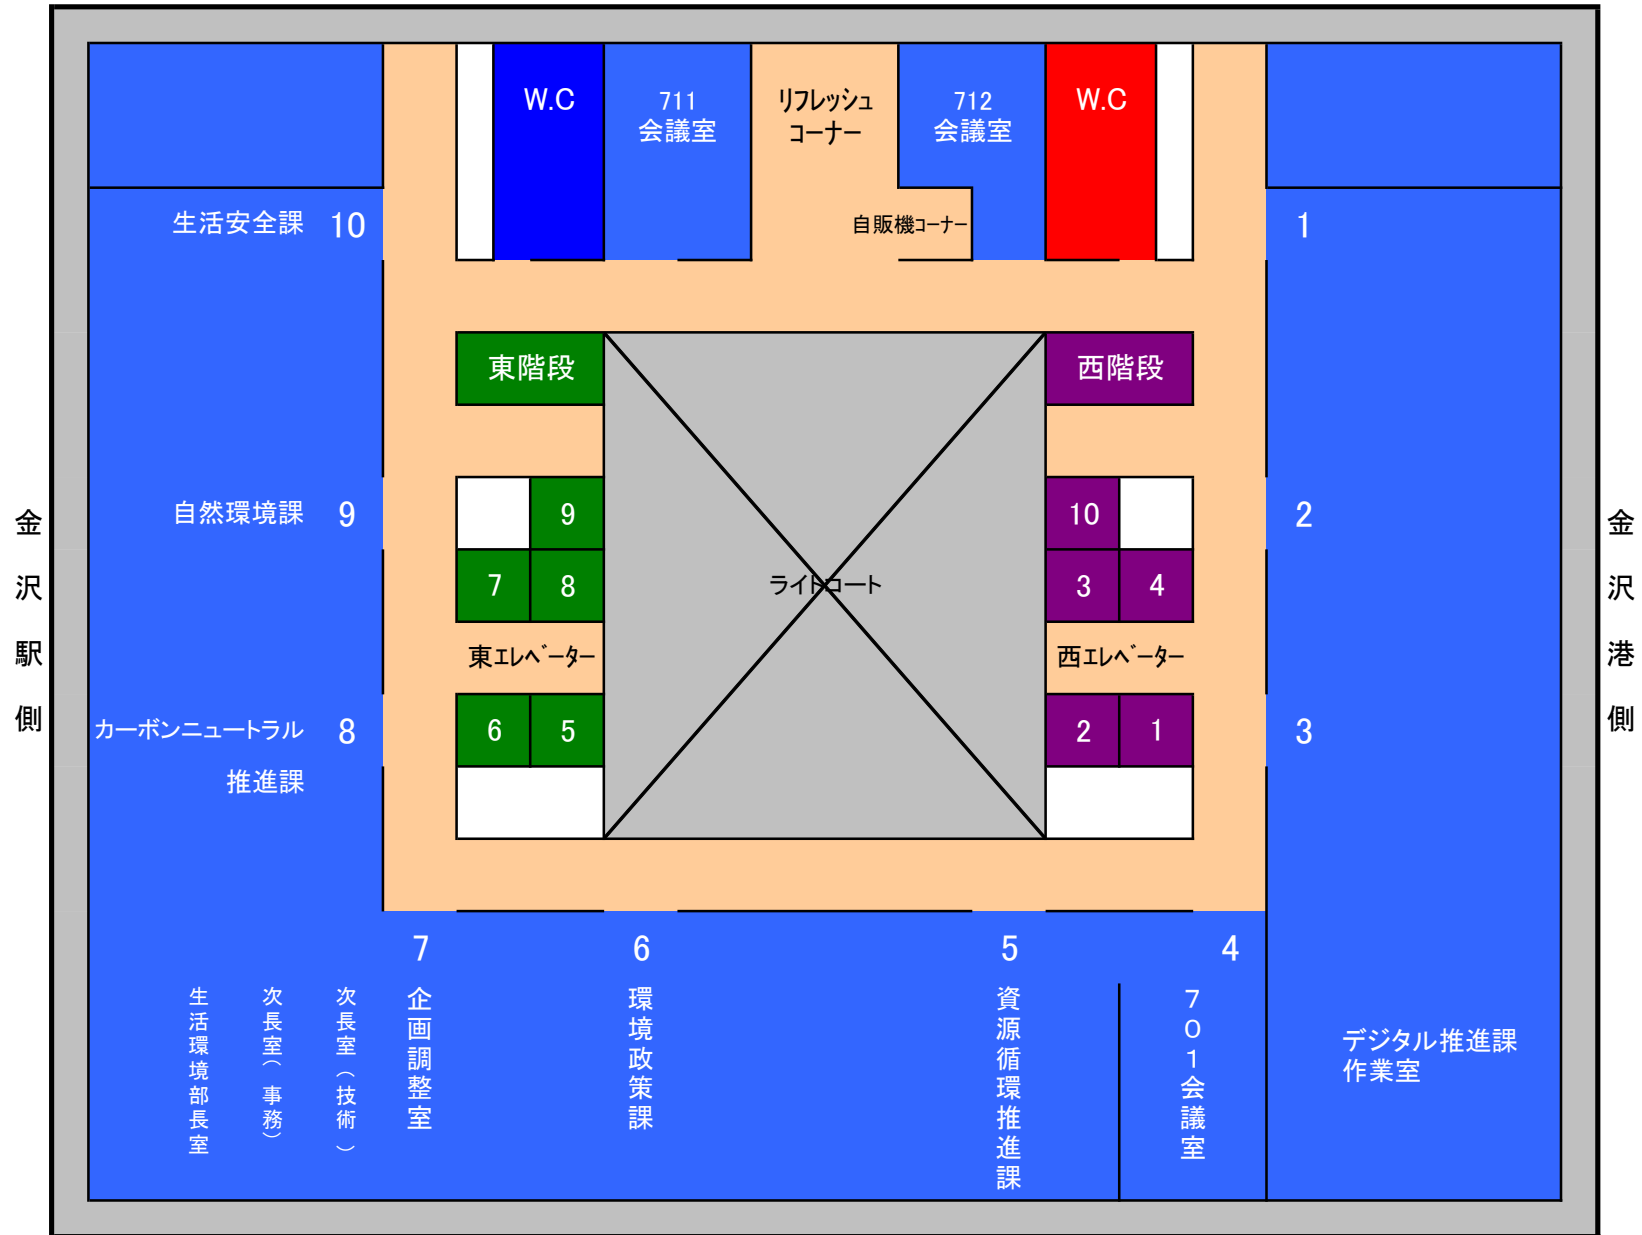 W.C
711
会議室
リフレッシュ
コーナー
712
会議室
W.C
自販機コーナー
生活安全課 10
1
東階段
西階段
自然環境課 9
9
10
2
7 8
3 4
ライトコート
東エレベーター
西エレベーター
カーボンニュートラル 8
推進課
6 5
2 1
3
金沢駅側
金沢港側
7
6
5
4
生活環境部長室
次長室(事務)
次長室(技術)
企画調整室
環境政策課
資源循環推進課
701会議室
デジタル推進課
作業室